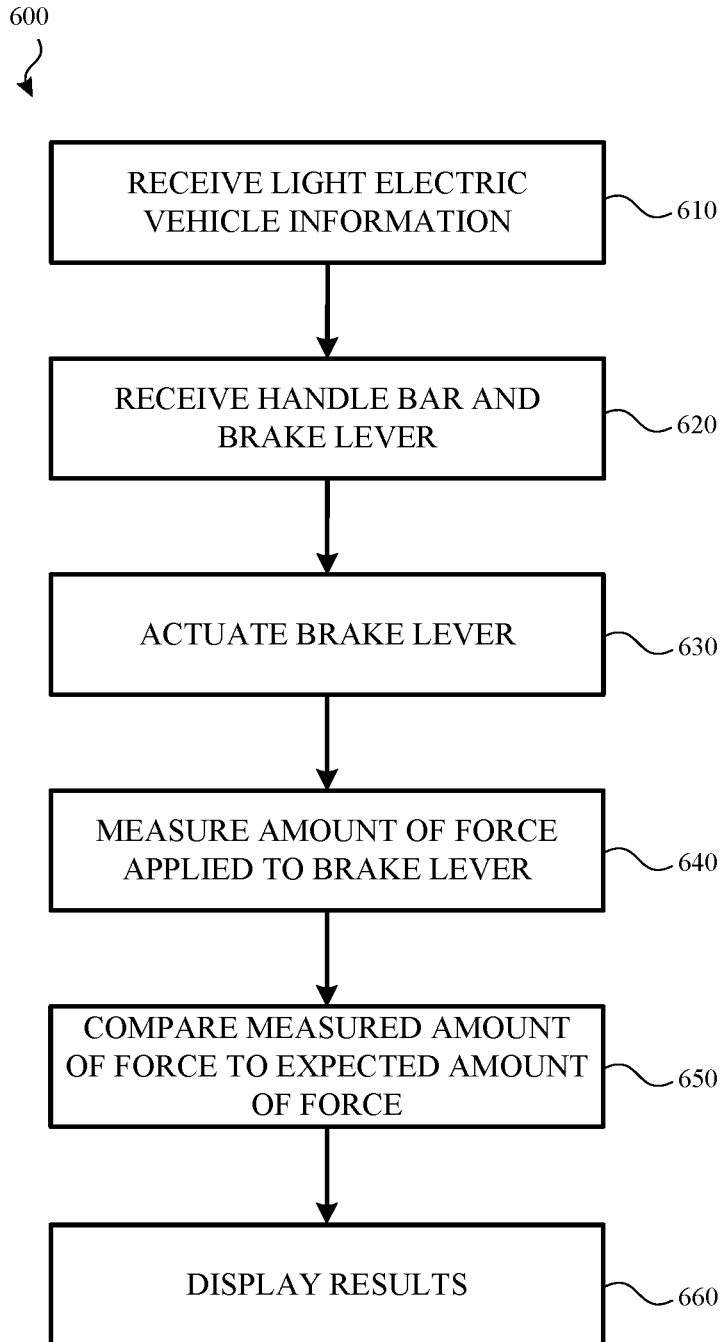 600
RECEIVE LIGHT ELECTRIC
VEHICLE INFORMATION
610
RECEIVE HANDLE BAR AND
BRAKE LEVER
620
ACTUATE BRAKE LEVER
630
MEASURE AMOUNT OF FORCE
APPLIED TO BRAKE LEVER
640
COMPARE MEASURED AMOUNT
OF FORCE TO EXPECTED AMOUNT
OF FORCE
650
DISPLAY RESULTS
660